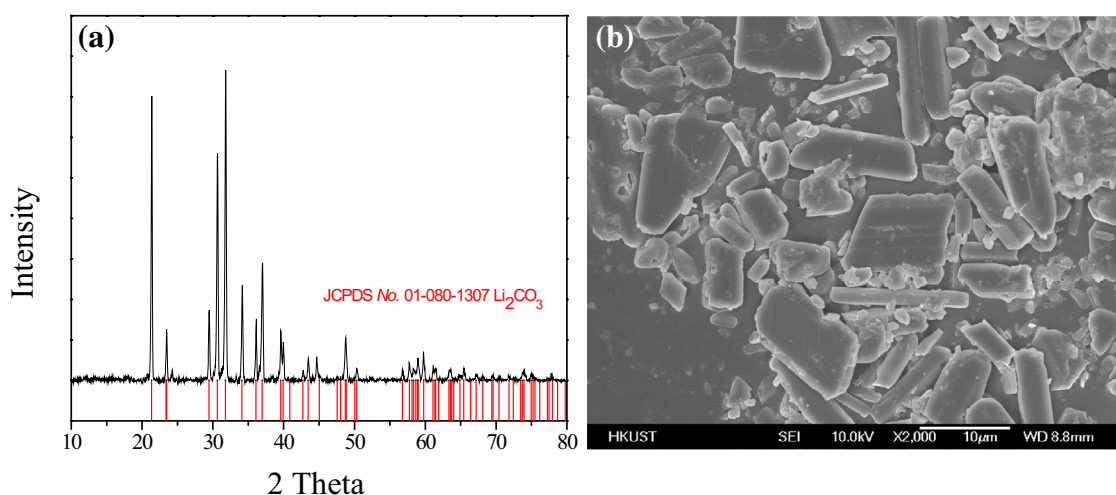 (a)
Intensity
JCPDS No. 01-080-1307 Li₂CO₃
10 20 30 40 50 60 70 80
2 Theta
(b)
HKUST SEI 10.0kV X2,000 10μm WD 8.8mm